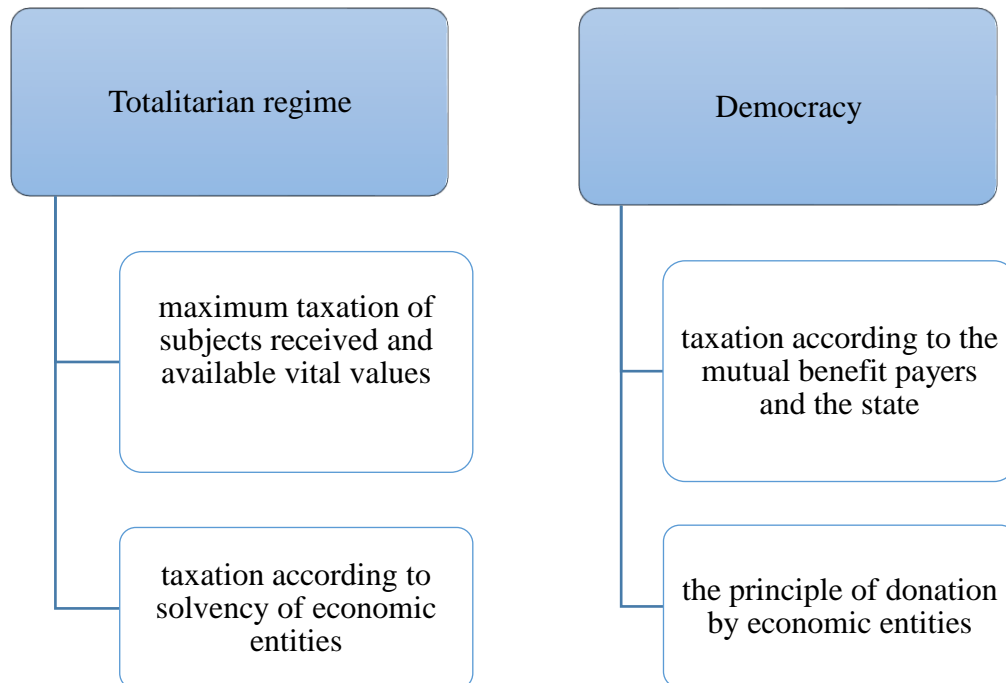 Totalitarian regime
maximum taxation of
subjects received and
available vital values
taxation according to
solvency of economic
entities
Democracy
taxation according to the
mutual benefit payers
and the state
the principle of donation
by economic entities